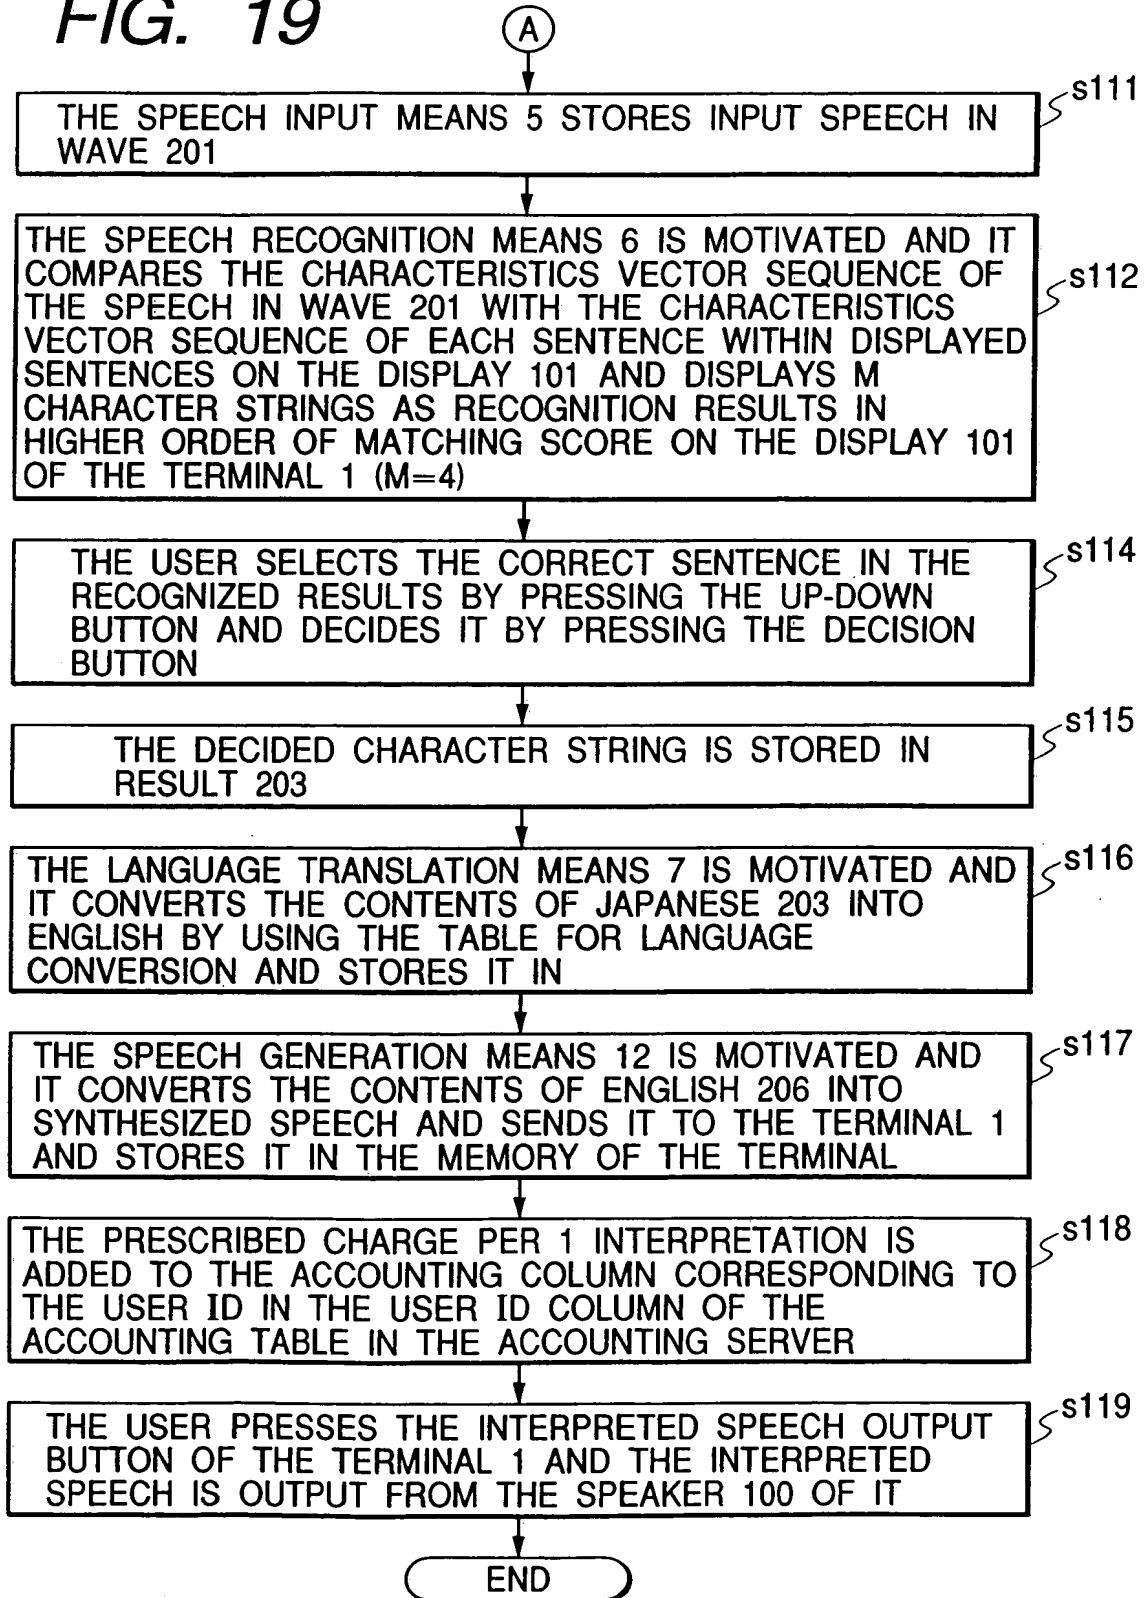 FIG. 19
A
s111
THE SPEECH INPUT MEANS 5 STORES INPUT SPEECH IN
WAVE 201
s112
THE SPEECH RECOGNITION MEANS 6 IS MOTIVATED AND IT
COMPARES THE CHARACTERISTICS VECTOR SEQUENCE OF
THE SPEECH IN WAVE 201 WITH THE CHARACTERISTICS
VECTOR SEQUENCE OF EACH SENTENCE WITHIN DISPLAYED
SENTENCES ON THE DISPLAY 101 AND DISPLAYS M
CHARACTER STRINGS AS RECOGNITION RESULTS IN
HIGHER ORDER OF MATCHING SCORE ON THE DISPLAY 101
OF THE TERMINAL 1 (M=4)
s114
THE USER SELECTS THE CORRECT SENTENCE IN THE
RECOGNIZED RESULTS BY PRESSING THE UP-DOWN
BUTTON AND DECIDES IT BY PRESSING THE DECISION
BUTTON
s115
THE DECIDED CHARACTER STRING IS STORED IN
RESULT 203
s116
THE LANGUAGE TRANSLATION MEANS 7 IS MOTIVATED AND
IT CONVERTS THE CONTENTS OF JAPANESE 203 INTO
ENGLISH BY USING THE TABLE FOR LANGUAGE
CONVERSION AND STORES IT IN
s117
THE SPEECH GENERATION MEANS 12 IS MOTIVATED AND
IT CONVERTS THE CONTENTS OF ENGLISH 206 INTO
SYNTHESIZED SPEECH AND SENDS IT TO THE TERMINAL 1
AND STORES IT IN THE MEMORY OF THE TERMINAL
s118
THE PRESCRIBED CHARGE PER 1 INTERPRETATION IS
ADDED TO THE ACCOUNTING COLUMN CORRESPONDING TO
THE USER ID IN THE USER ID COLUMN OF THE
ACCOUNTING TABLE IN THE ACCOUNTING SERVER
s119
THE USER PRESSES THE INTERPRETED SPEECH OUTPUT
BUTTON OF THE TERMINAL 1 AND THE INTERPRETED
SPEECH IS OUTPUT FROM THE SPEAKER 100 OF IT
END